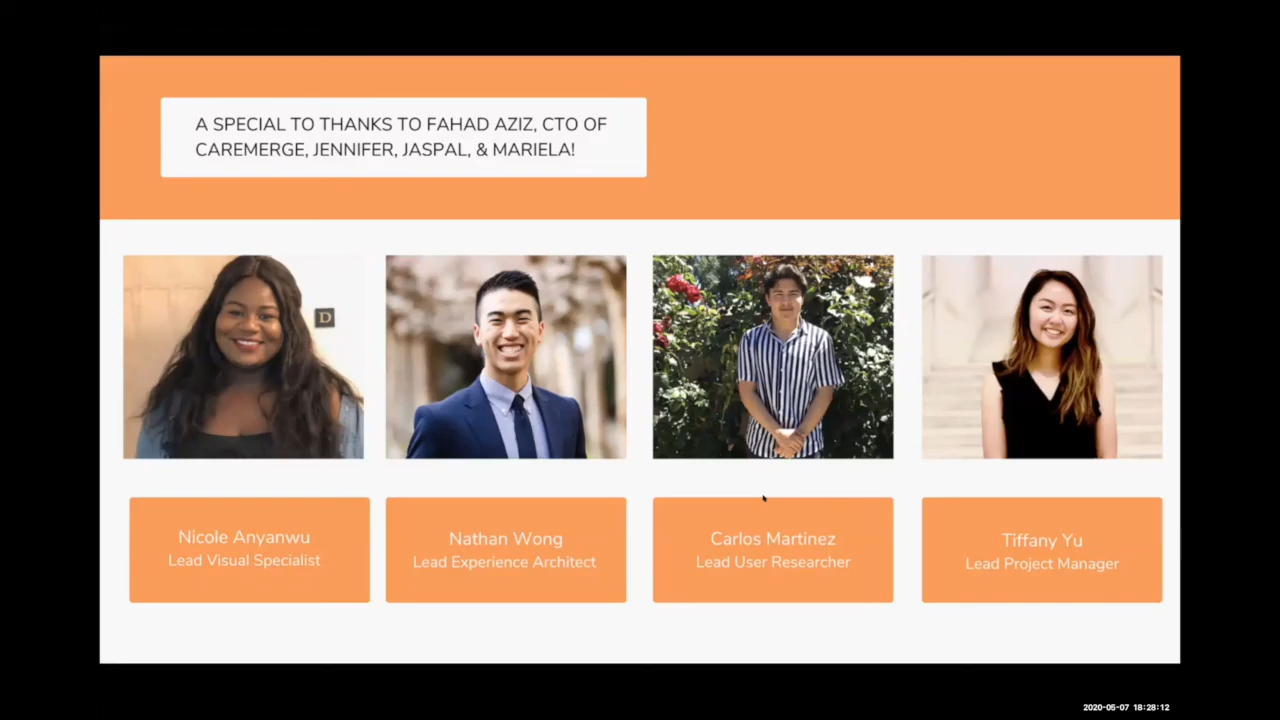 A SPECIAL TO THANKS TO FAHAD AZIZ, CTO OF
CAREMERGE, JENNIFER, JASPAL, & MARIELA!
D
Nicole Anyanwu
Lead Visual Specialist
Nathan Wong
Lead Experience Architect
Carlos Martinez
Lead User Researcher
Tiffany Yu
Lead Project Manager
2020-05-07 18:28:12